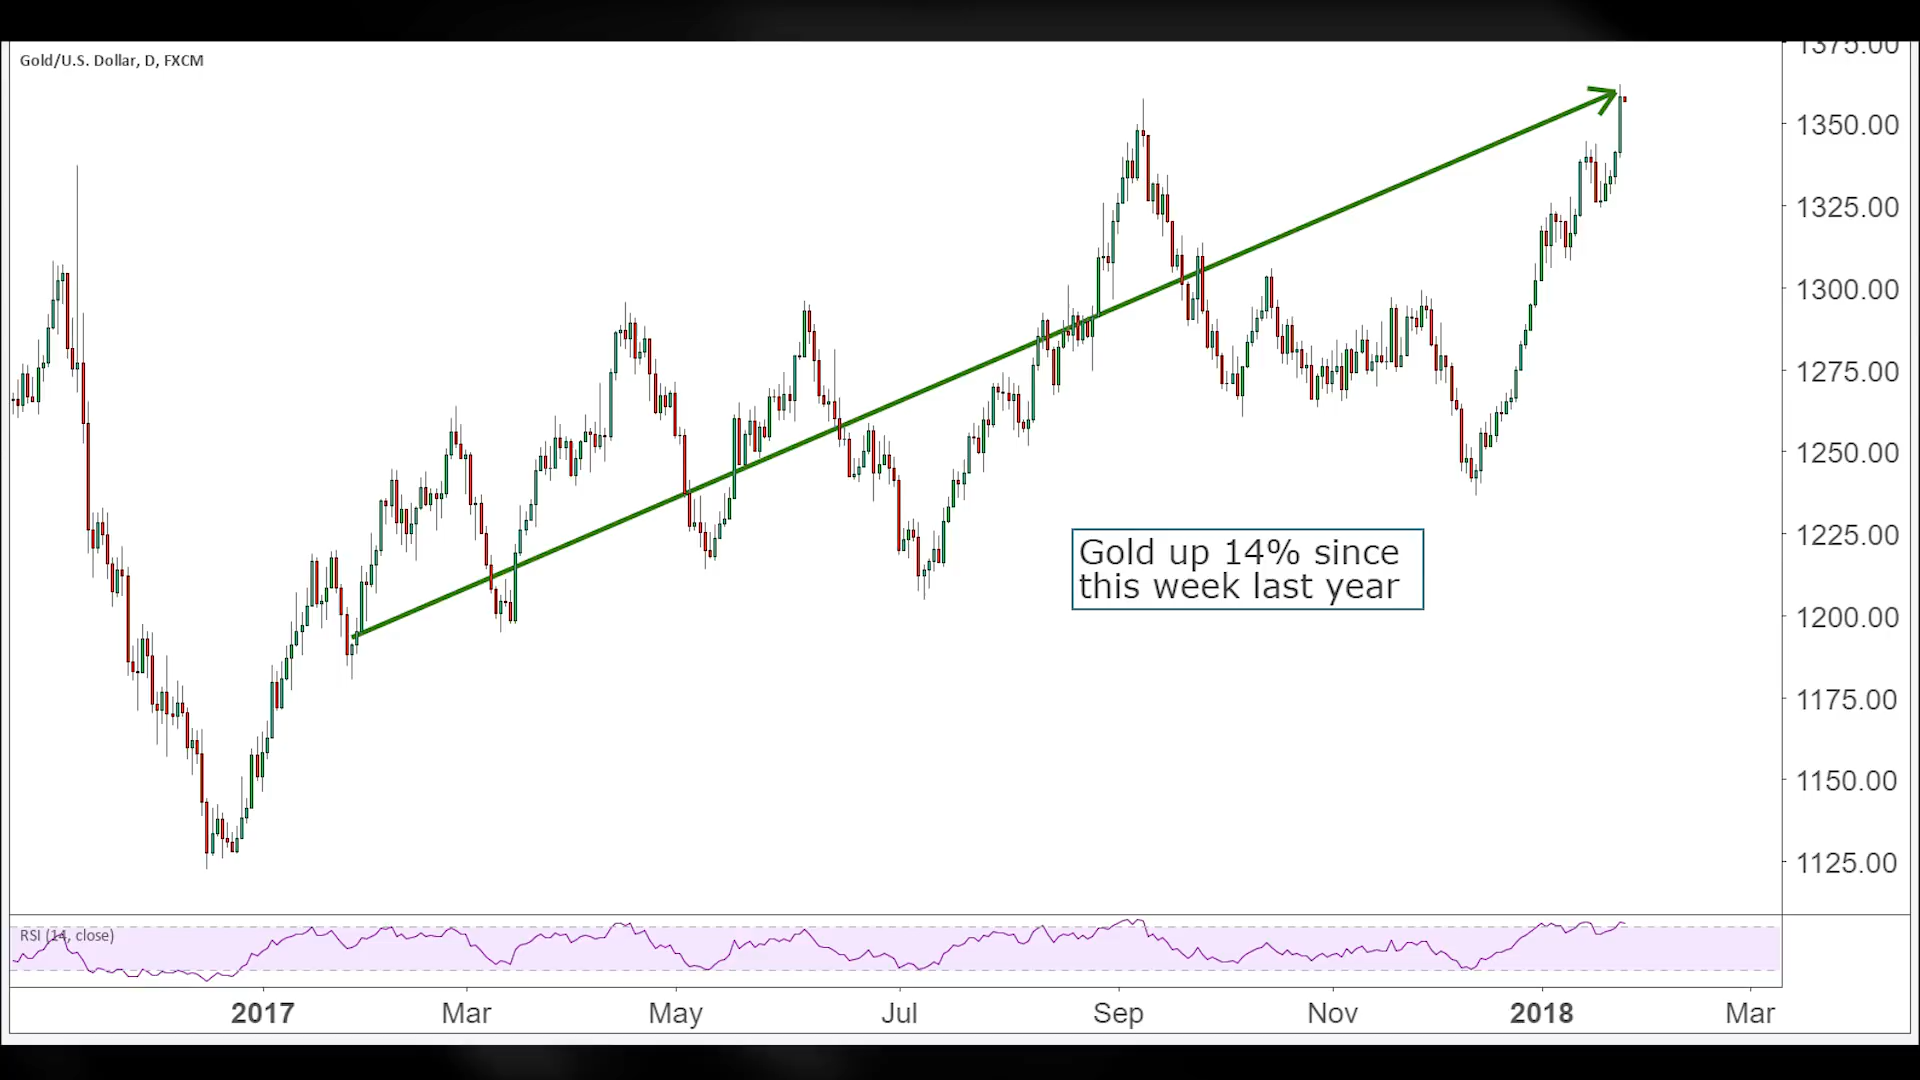 Gold/U.S. Dollar, D, FXCM
1375.00
1350.00
1325.00
1300.00
1275.00
1250.00
1225.00
1200.00
1175.00
1150.00
1125.00
Gold up 14% since
this week last year
RSI (14, close)
2017 Mar May Jul Sep Nov 2018 Mar